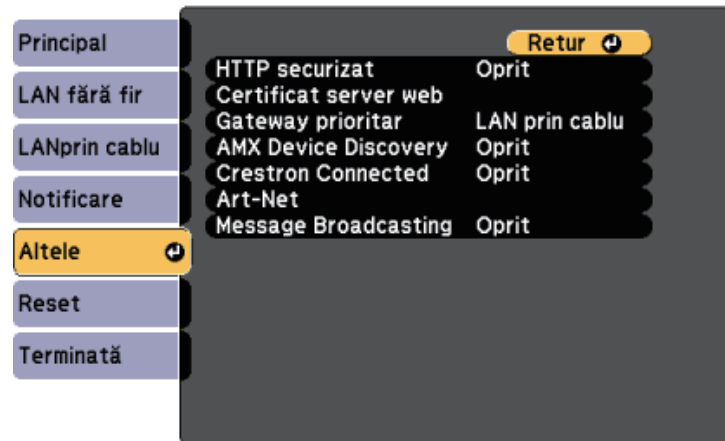 Principal
LAN fără fir
LANprin cablu
Notificare
Altele
Reset
Terminată
Retur
HTTP securizat Oprit
Certificat server web
Gateway prioritar LAN prin cablu
AMX Device Discovery Oprit
Crestron Connected Oprit
Art-Net
Message Broadcasting Oprit